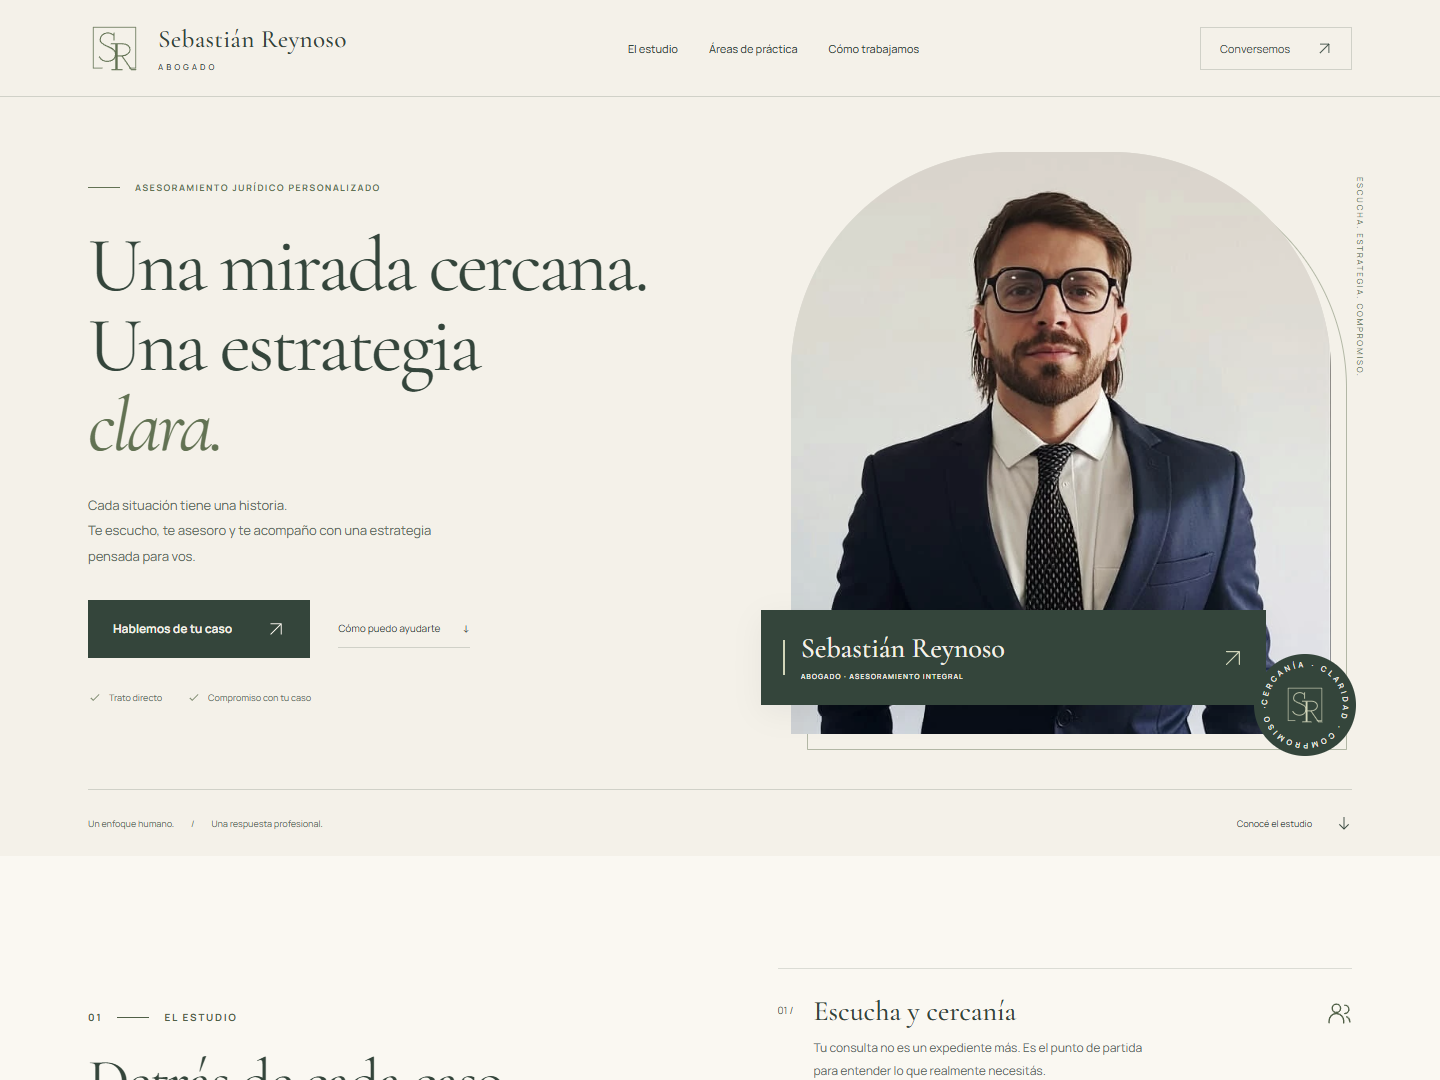 SR
Sebastián Reynoso
ABOGADO
El estudio
Áreas de práctica
Cómo trabajamos
Conversemos
ASESORAMIENTO JURÍDICO PERSONALIZADO
Una mirada cercana.
Una estrategia
clara.
Cada situación tiene una historia.
Te escucho, te asesoro y te acompaño con una estrategia
pensada para vos.
Hablemos de tu caso
Cómo puedo ayudarte
Trato directo
Compromiso con tu caso
ESCUCHA. ESTRATEGIA. COMPROMISO.
Sebastián Reynoso
ABOGADO · ASESORAMIENTO INTEGRAL
CERCANÍA · CLARIDAD · COMPROMISO ·
SR
Un enfoque humano. / Una respuesta profesional.
Conocé el estudio
01 EL ESTUDIO
Detrás de cada caso
01 / Escucha y cercanía
Tu consulta no es un expediente más. Es el punto de partida
para entender lo que realmente necesitás.